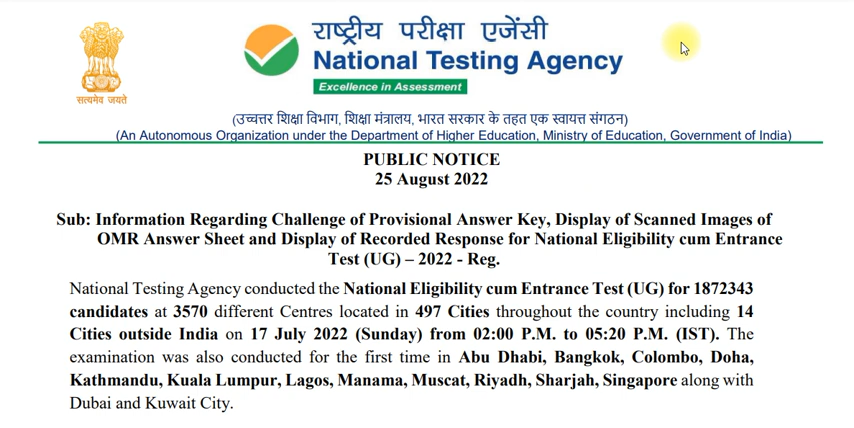 राष्ट्रीय परीक्षा एजेंसी
National Testing Agency
Excellence in Assessment
सत्यमेव जयते
(उच्चत्तर शिक्षा विभाग, शिक्षा मंत्रालय, भारत सरकार के तहत एक स्वायत्त संगठन)
(An Autonomous Organization under the Department of Higher Education, Ministry of Education, Government of India)
PUBLIC NOTICE
25 August 2022
Sub: Information Regarding Challenge of Provisional Answer Key, Display of Scanned Images of
OMR Answer Sheet and Display of Recorded Response for National Eligibility cum Entrance
Test (UG) – 2022 - Reg.
National Testing Agency conducted the National Eligibility cum Entrance Test (UG) for 1872343
candidates at 3570 different Centres located in 497 Cities throughout the country including 14
Cities outside India on 17 July 2022 (Sunday) from 02:00 P.M. to 05:20 P.M. (IST). The
examination was also conducted for the first time in Abu Dhabi, Bangkok, Colombo, Doha,
Kathmandu, Kuala Lumpur, Lagos, Manama, Muscat, Riyadh, Sharjah, Singapore along with
Dubai and Kuwait City.